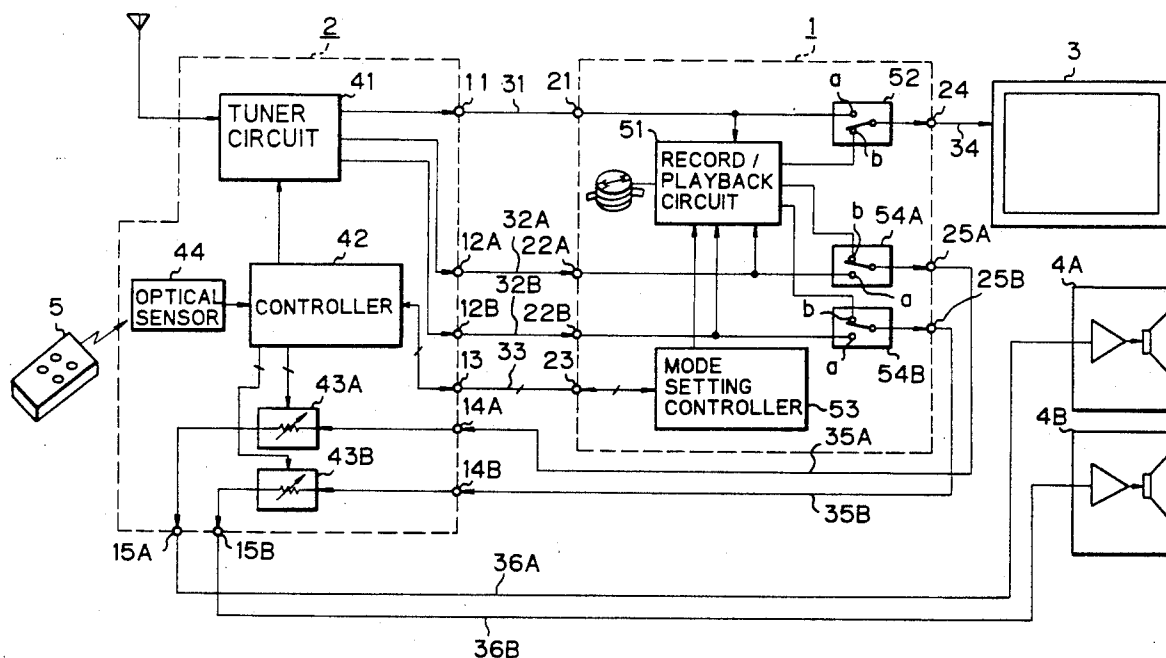 2
1
3
41
11
31
21
a
52
24
TUNER
CIRCUIT
51
b
34
RECORD /
PLAYBACK
CIRCUIT
32A
b
54A
44
42
12A
22A
25A
OPTICAL
SENSOR
CONTROLLER
32B
a
25B
4A
5
12B
22B
b
13
33
23
a
54B
43A
MODE
SETTING
CONTROLLER
53
14A
4B
43B
35A
14B
35B
15A
15B
36A
36B